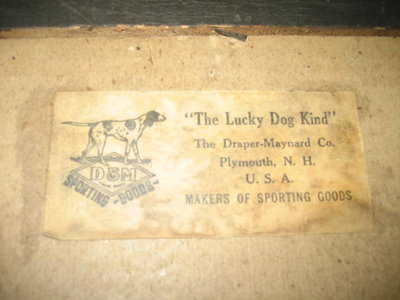 "The Lucky Dog Kind"
The Draper-Maynard Co.
Plymouth, N. H.
U. S. A.
MAKERS OF SPORTING GOODS
D&M
SPORTING-GOODS-